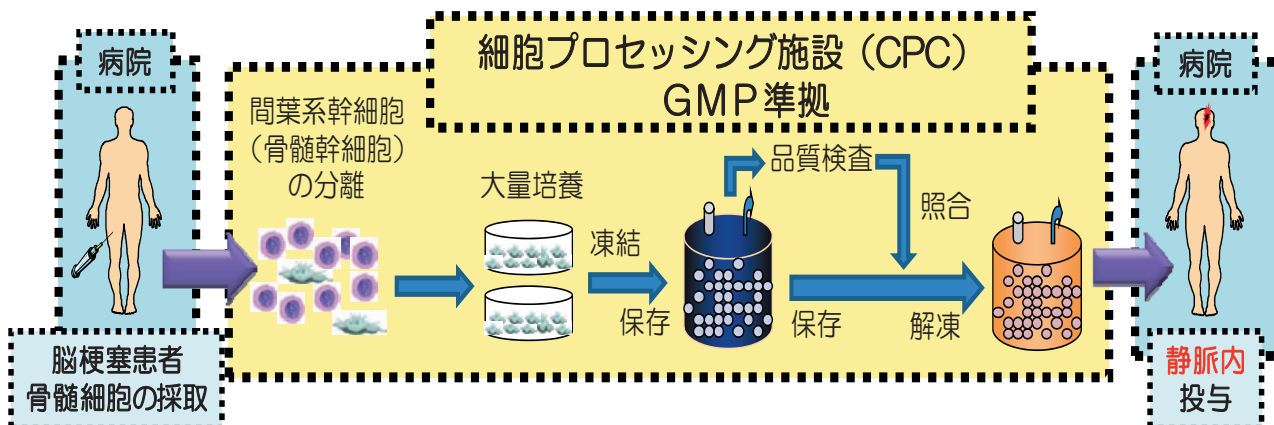 病院
脳梗塞患者
骨髄細胞の採取
細胞プロセッシング施設（CPC）
GMP準拠
間葉系幹細胞
（骨髄幹細胞）
の分離
大量培養
凍結
保存
品質検査
照合
保存
解凍
病院
静脈内
投与